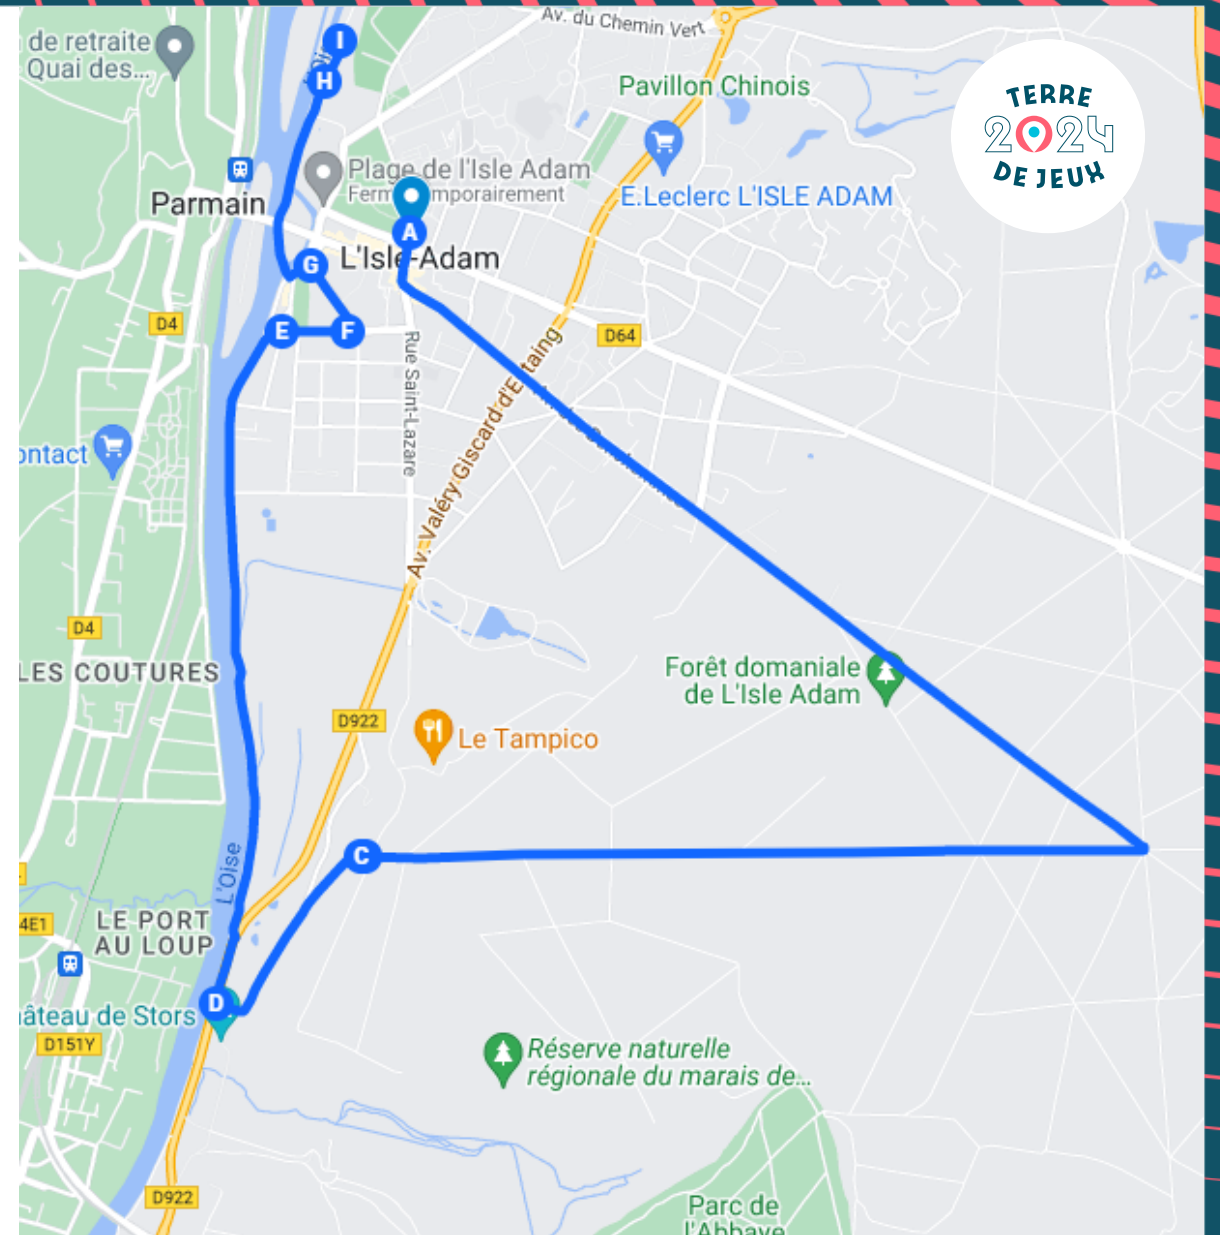 Av. du Chemin Vert
de retraite
Quai des...
I
H
Pavillon Chinois
TERRE
2024
DE JEUX
Plage de l'Isle Adam
Ferm mporairement
E.Leclerc L'ISLE ADAM
Parmain
A
L'Isle-Adam
G
D4
E
F
D64
Rue Saint-Lazare
Av. Valéry Giscard d'Estaing
ontact
D4
LES COUTURES
Forêt domaniale
de L'Isle Adam
D922
Le Tampico
C
L'Oise
LE PORT
AU LOUP
4E1
D
âteau de Stors
D151Y
Réserve naturelle
régionale du marais de...
D922
Parc de
l'Abbaye